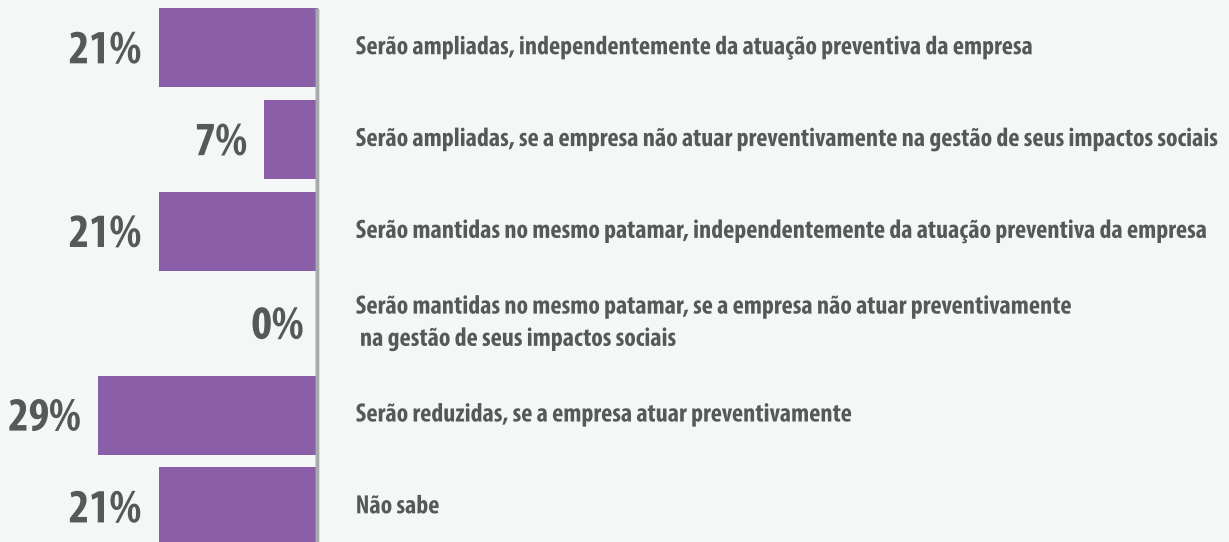 21% Serão ampliadas, independentemente da atuação preventiva da empresa
7% Serão ampliadas, se a empresa não atuar preventivamente na gestão de seus impactos sociais
21% Serão mantidas no mesmo patamar, independentemente da atuação preventiva da empresa
0% Serão mantidas no mesmo patamar, se a empresa não atuar preventivamente
na gestão de seus impactos sociais
29% Serão reduzidas, se a empresa atuar preventivamente
21% Não sabe